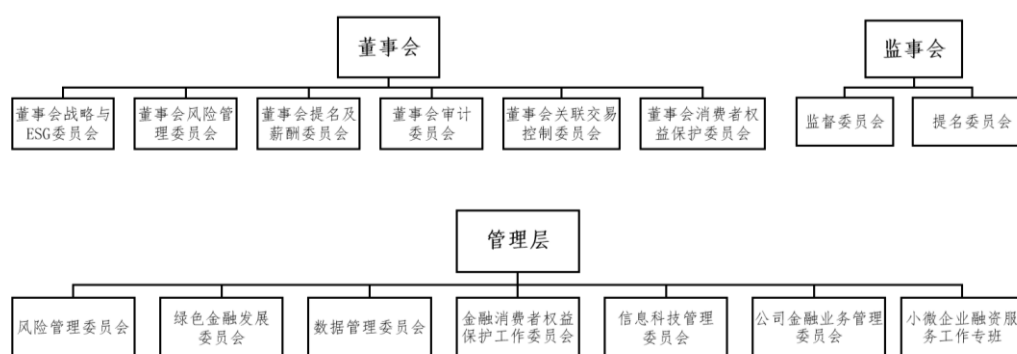 董事会
监事会
董事会战略与
ESG委员会
董事会风险管
理委员会
董事会提名及
薪酬委员会
董事会审计
委员会
董事会关联交易
控制委员会
董事会消费者权
益保护委员会
监督委员会
提名委员会
管理层
风险管理委员会
绿色金融发展
委员会
数据管理委员会
金融消费者权益
保护工作委员会
信息科技管理
委员会
公司金融业务管理
委员会
小微企业融资服
务工作专班